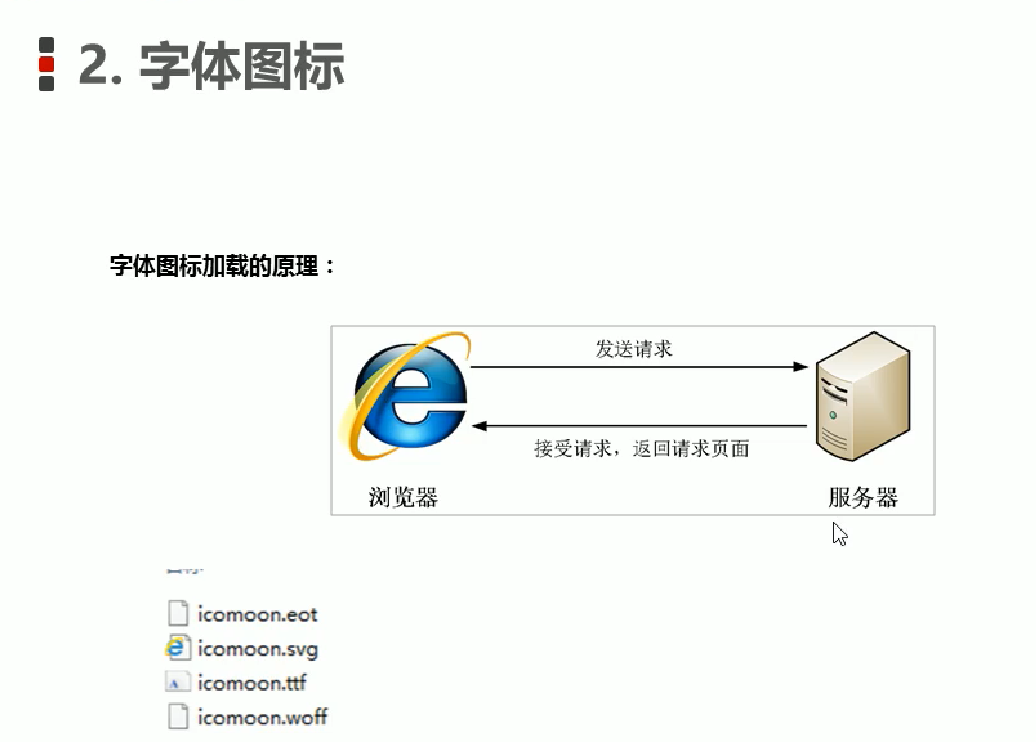 2. 字体图标
字体图标加载的原理：
发送请求
接受请求，返回请求页面
浏览器
服务器
icomoon.eot
icomoon.svg
icomoon.ttf
icomoon.woff